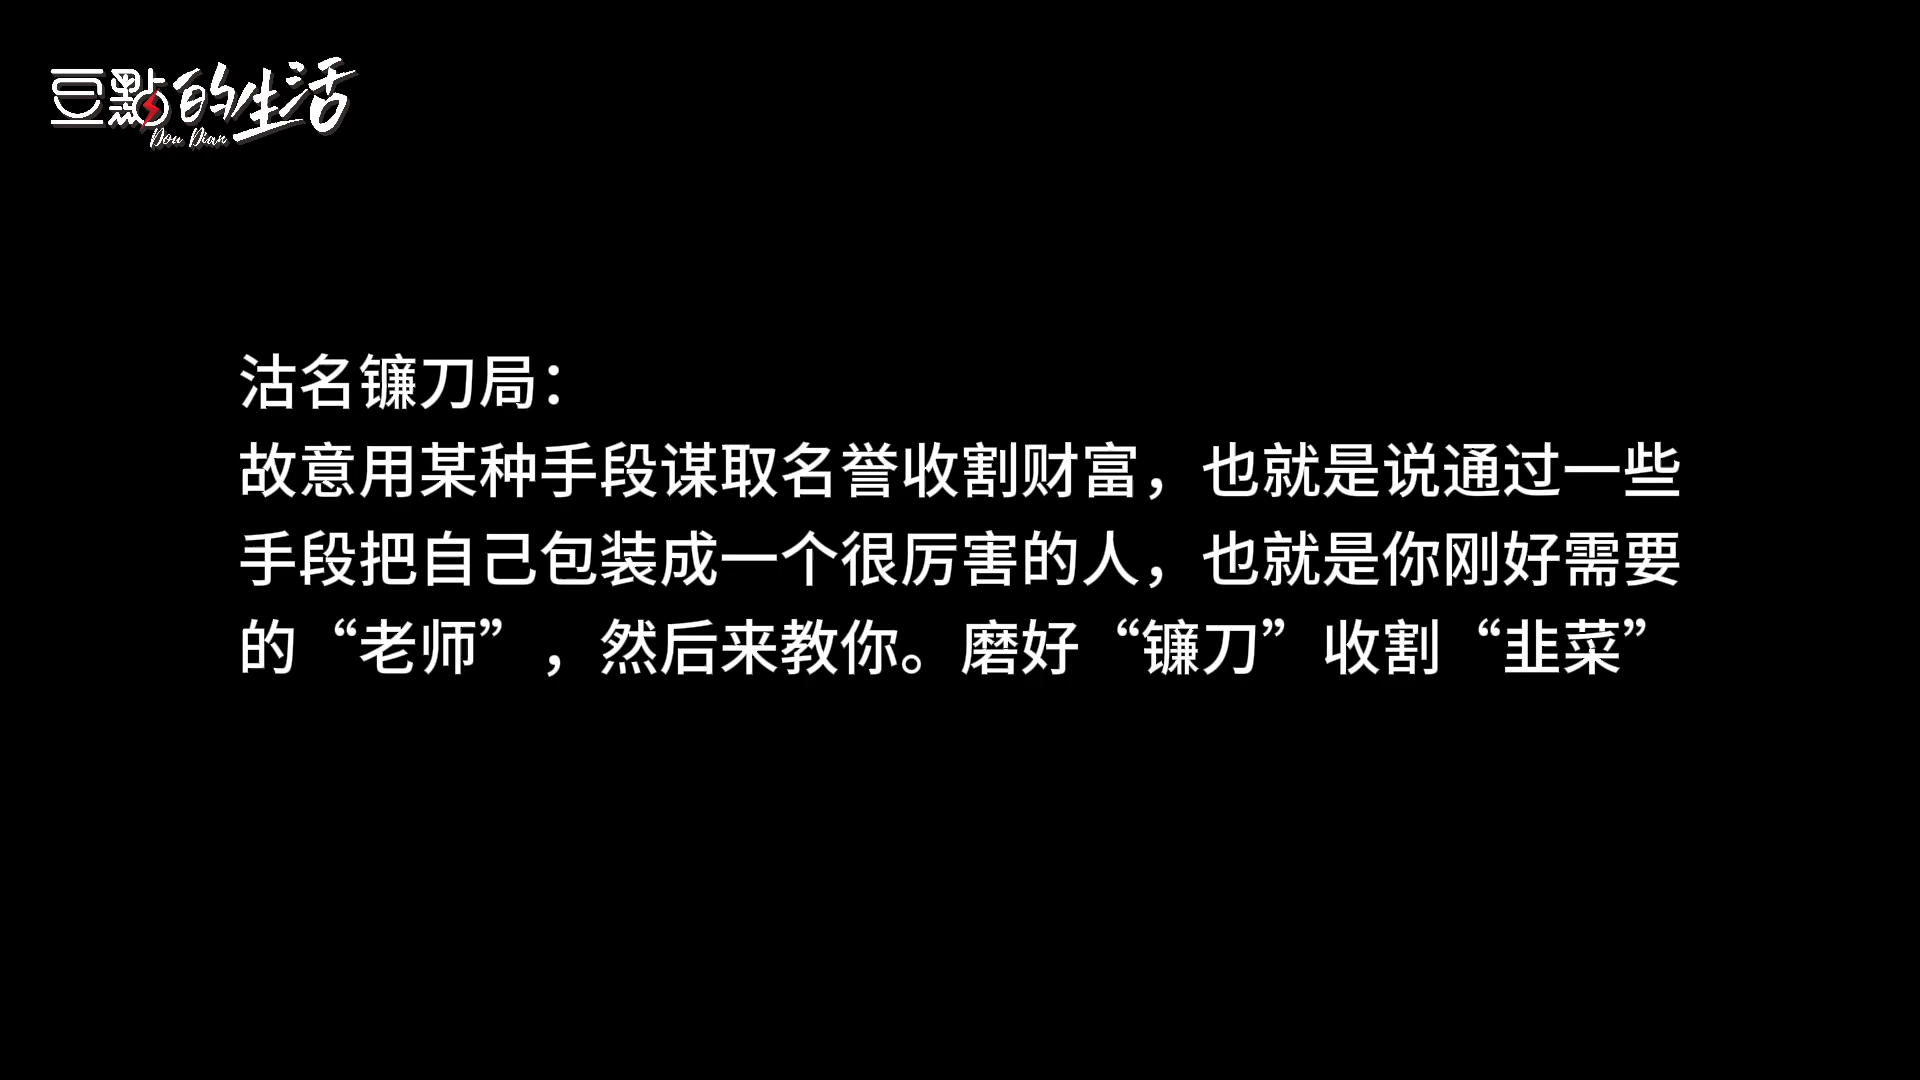 豆點的生活
Dou Dian
沽名镰刀局：
故意用某种手段谋取名誉收割财富，也就是说通过一些
手段把自己包装成一个很厉害的人，也就是你刚好需要
的“老师”，然后来教你。磨好“镰刀”收割“韭菜”